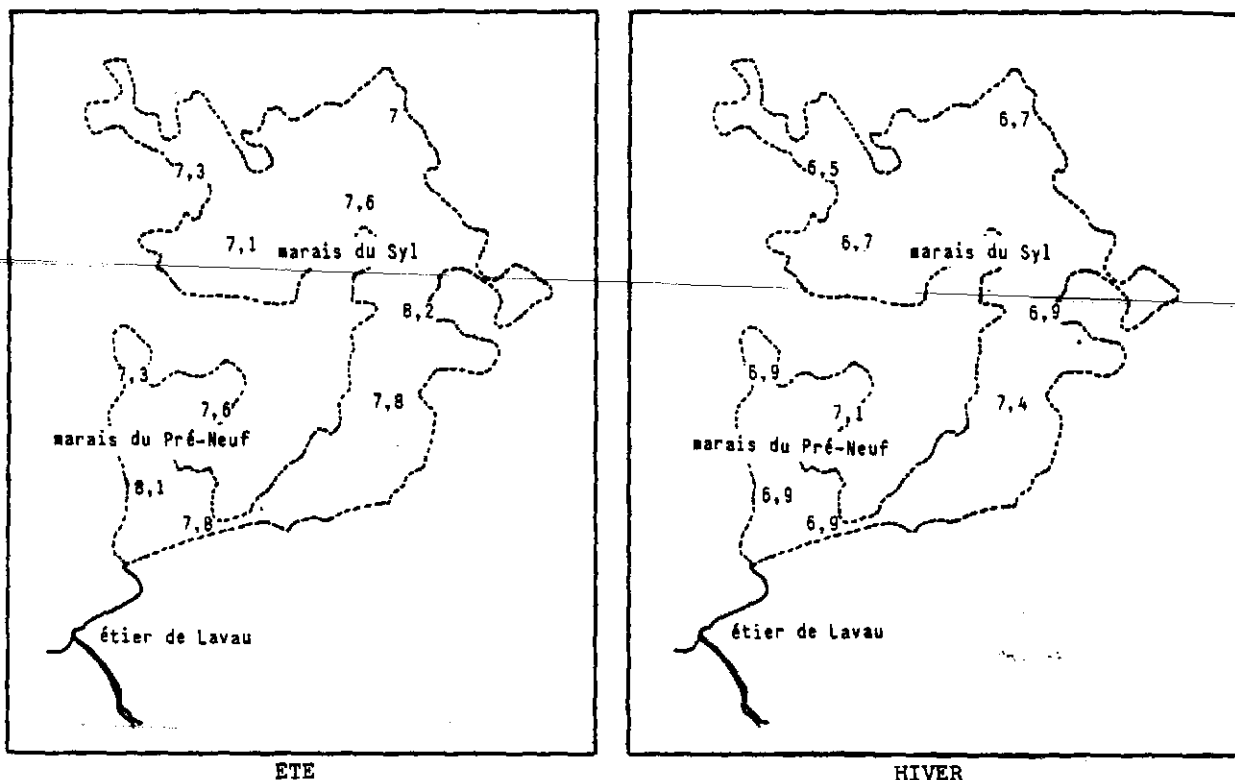 7
7,3
7,6
7,1
marais du Syl
8,2
7,3
7,6
7,8
marais du Pré-Neuf
8,1
7,8
étier de Lavau
ETE
6,7
6,5
6,7
marais du Syl
6,9
6,9
7,1
7,4
marais du Pré-Neuf
6,9
6,9
étier de Lavau
HIVER